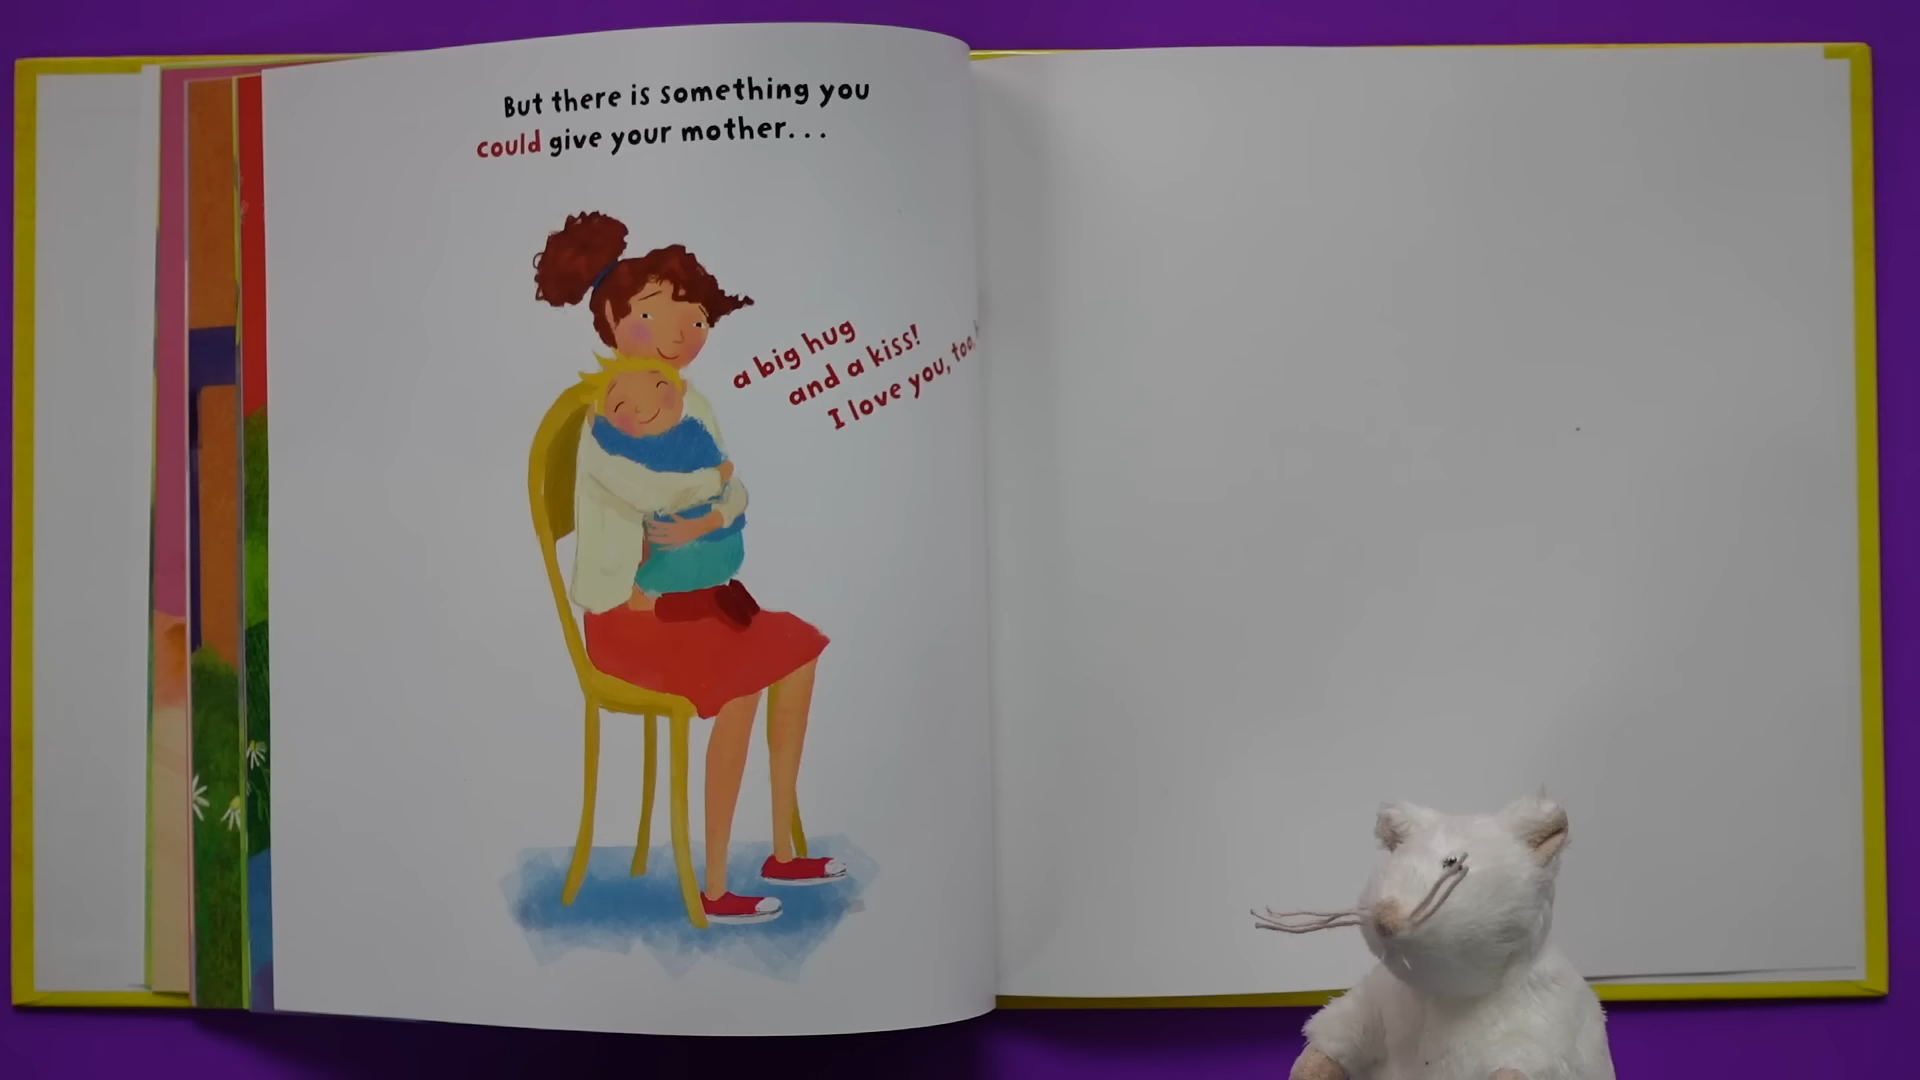 But there is something you
could give your mother...
a big hug
and a kiss!
I love you, too,